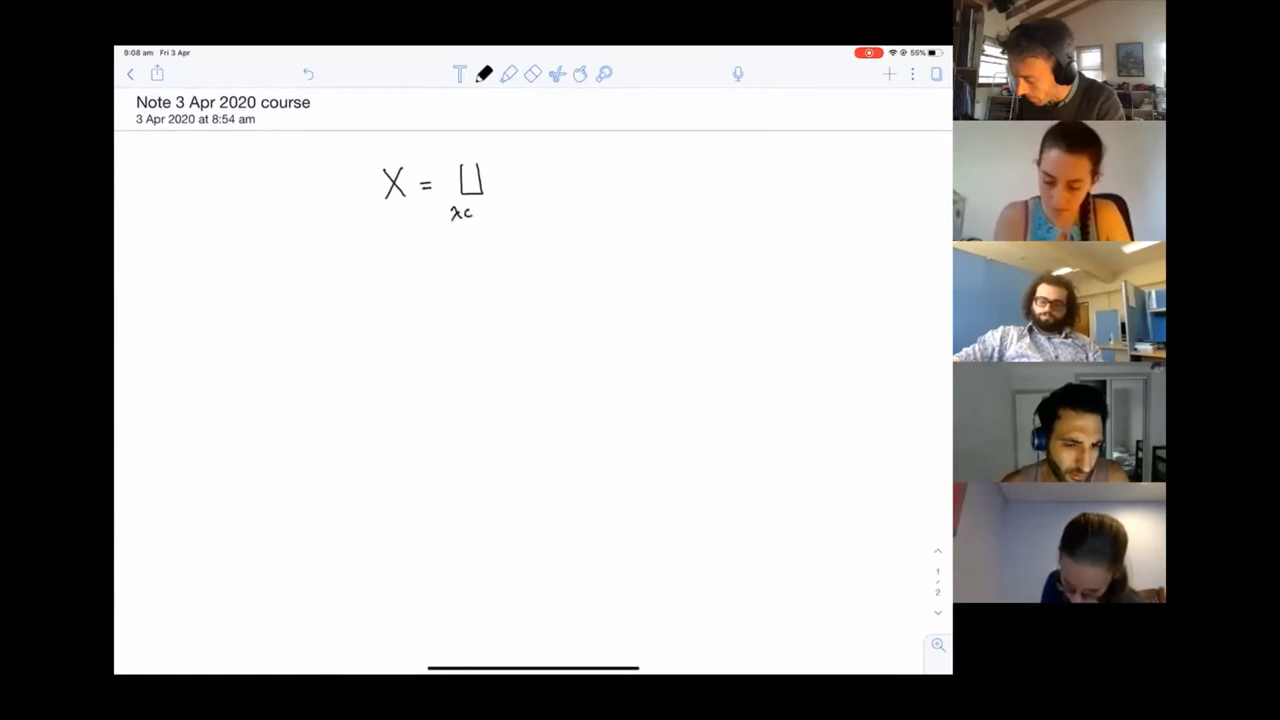 9:08 am Fri 3 Apr
55%
Note 3 Apr 2020 course
3 Apr 2020 at 8:54 am
X = ⊔
λ
1
/
2